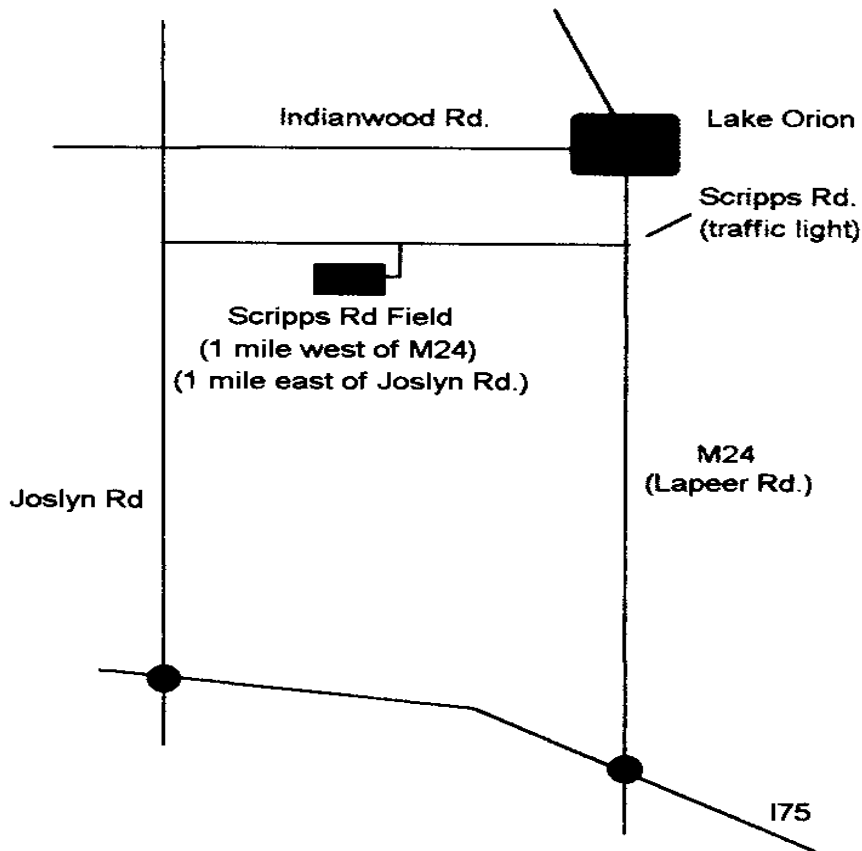 Indianwood Rd.
Lake Orion
Scripps Rd.
(traffic light)
Scripps Rd Field
(1 mile west of M24)
(1 mile east of Joslyn Rd.)
M24
(Lapeer Rd.)
Joslyn Rd
I75